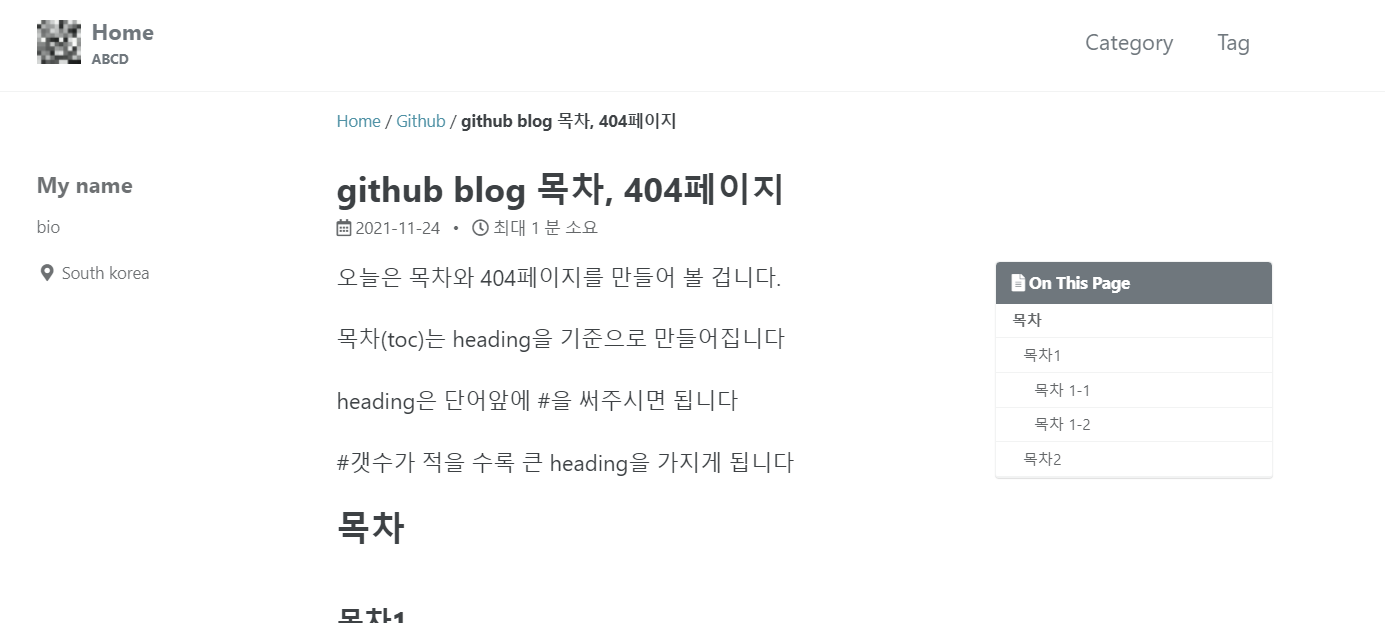 Home
ABCD
Category
Tag
Home / Github / github blog 목차, 404페이지
My name
bio
South korea
github blog 목차, 404페이지
2021-11-24 • 최대 1 분 소요
오늘은 목차와 404페이지를 만들어 볼 겁니다.
목차(toc)는 heading을 기준으로 만들어집니다
heading은 단어앞에 #을 써주시면 됩니다
#갯수가 적을 수록 큰 heading을 가지게 됩니다
목차
목차1
On This Page
목차
목차1
목차 1-1
목차 1-2
목차2